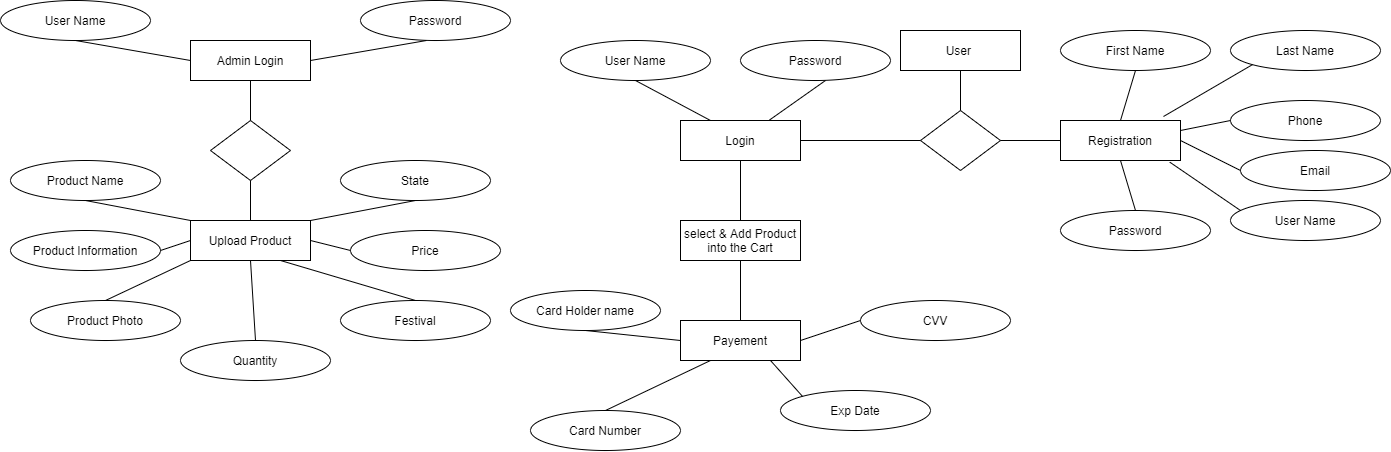 User Name
Password
Admin Login
Product Name
State
Upload Product
Product Information
Price
Product Photo
Festival
Quantity
User Name
Password
User
First Name
Last Name
Login
Registration
Phone
Email
Password
User Name
select & Add Product
into the Cart
Card Holder name
CVV
Payement
Card Number
Exp Date